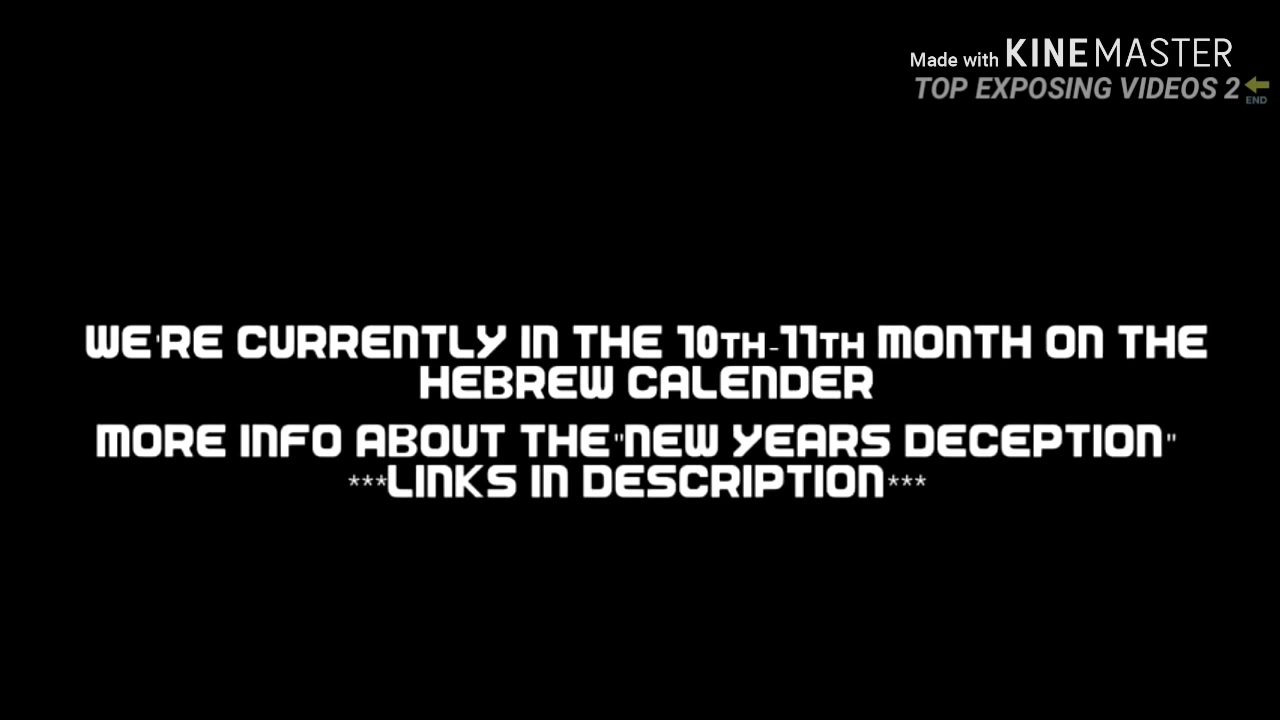 Made with KINEMASTER
TOP EXPOSING VIDEOS 2
END
WE'RE CURRENTLY IN THE 10TH-11TH MONTH ON THE
HEBREW CALENDER
MORE INFO ABOUT THE "NEW YEARS DECEPTION"
***LINKS IN DESCRIPTION***